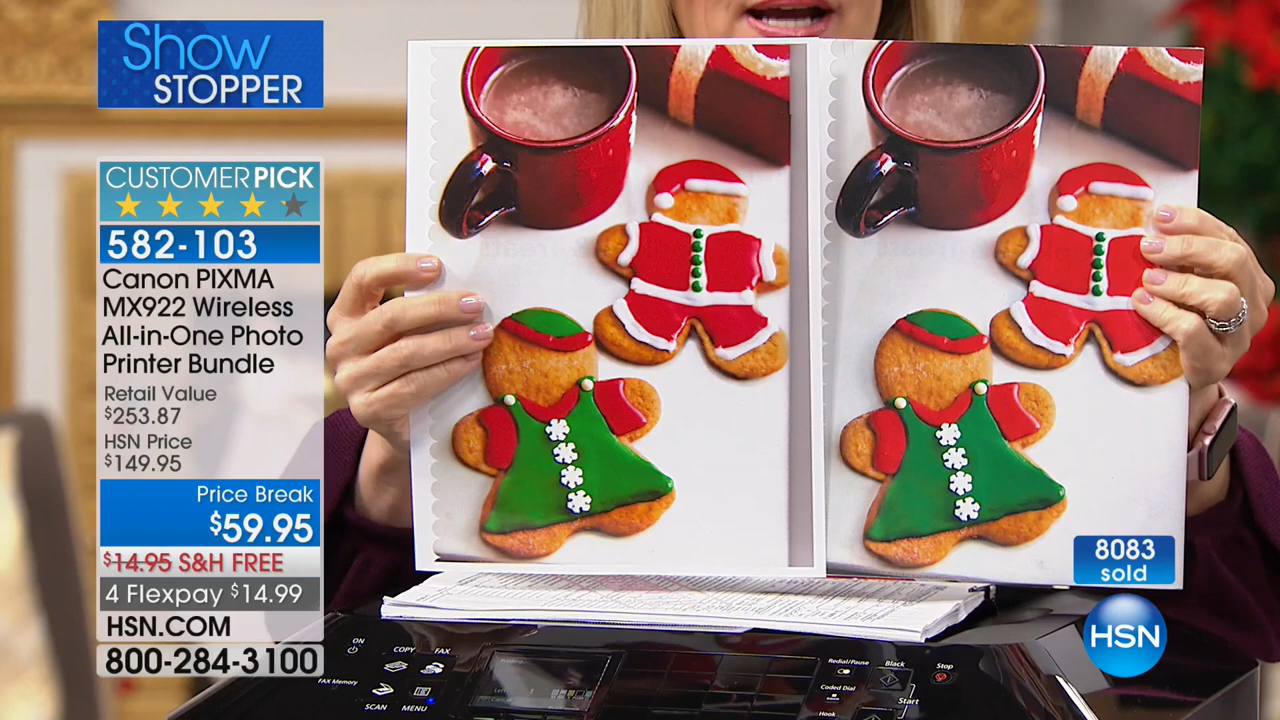 Show
STOPPER
CUSTOMER PICK
582-103
Canon PIXMA
MX922 Wireless
All-in-One Photo
Printer Bundle
Retail Value
$253.87
HSN Price
$149.95
Price Break
$59.95
$14.95 S&H FREE
4 Flexpay $14.99
HSN.COM
800-284-3100
8083
sold
HSN
ON
COPY
FAX
FAX Memory
SCAN
MENU
Printing...
Redial/Pause
Black
Stop
Coded Dial
Start
Hook